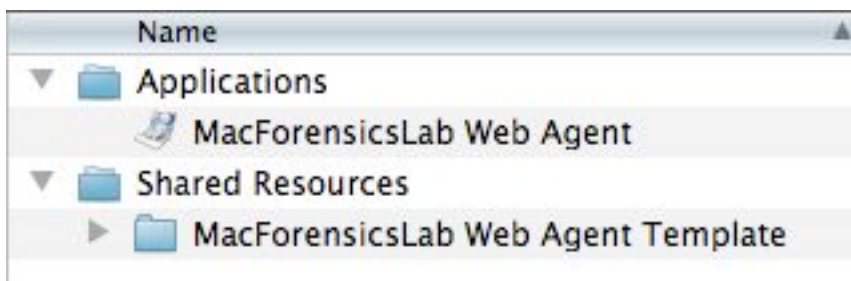 Name
Applications
MacForensicsLab Web Agent
Shared Resources
MacForensicsLab Web Agent Template